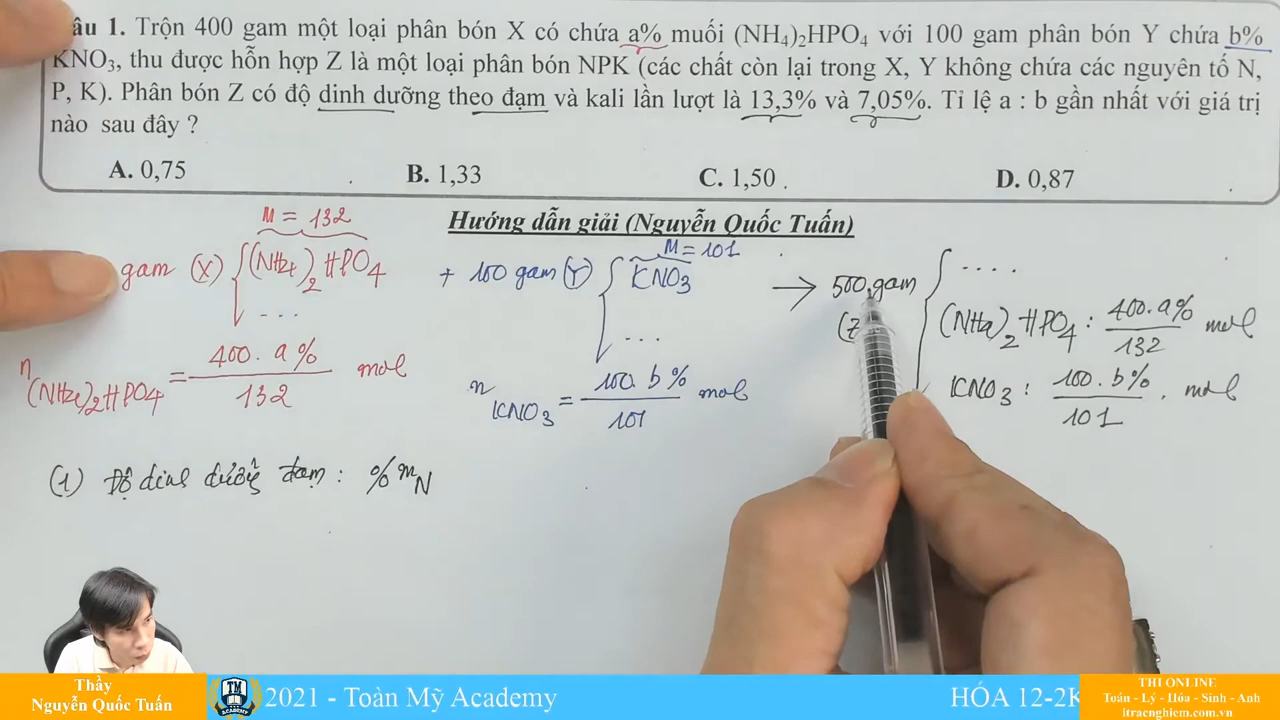 âu 1. Trộn 400 gam một loại phân bón X có chứa a% muối (NH₄)₂HPO₄ với 100 gam phân bón Y chứa b%
KNO₃, thu được hỗn hợp Z là một loại phân bón NPK (các chất còn lại trong X, Y không chứa các nguyên tố N,
P, K). Phân bón Z có độ dinh dưỡng theo đạm và kali lần lượt là 13,3% và 7,05%. Tỉ lệ a : b gần nhất với giá trị
nào sau đây ?
A. 0,75 B. 1,33 C. 1,50 . D. 0,87
Hướng dẫn giải (Nguyễn Quốc Tuấn)
M = 132
gam (X) { (NH₄)₂HPO₄
...
n (NH₄)₂HPO₄ = 400. a% / 132 mol
M = 101
+ 100 gam (Y) { KNO₃
...
n KNO₃ = 100. b% / 101 mol
→ 500 gam
(Z
....
(NH₄)₂HPO₄ : 400. a% / 132 mol
KNO₃ : 100. b% / 101 . mol
(1) Độ dinh dưỡng đạm : % m N
Thầy
Nguyễn Quốc Tuấn
TM
ACADEMY
2021 - Toàn Mỹ Academy
HÓA 12-2K
THI ONLINE
Toán - Lý - Hóa - Sinh - Anh
itracnghiem.com.vn